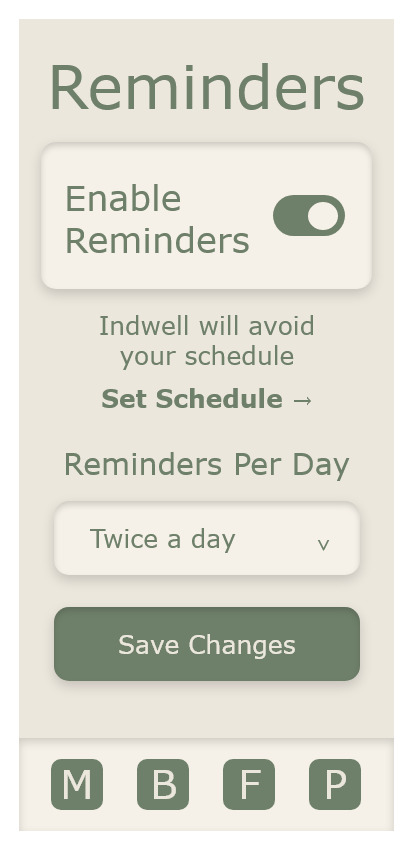 Reminders
Enable
Reminders
Indwell will avoid
your schedule
Set Schedule →
Reminders Per Day
Twice a day
Save Changes
M B F P